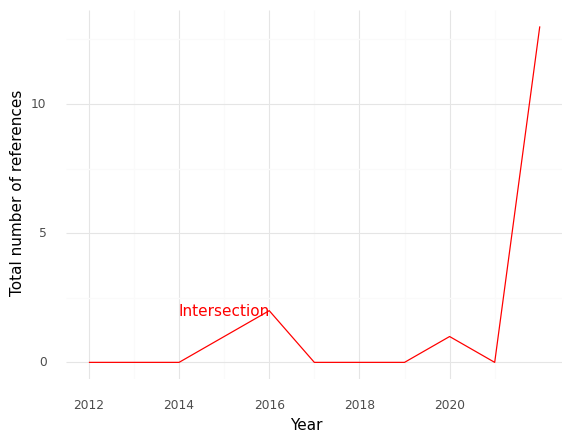 10
5
0
Intersection
2012 2014 2016 2018 2020
Year
Total number of references